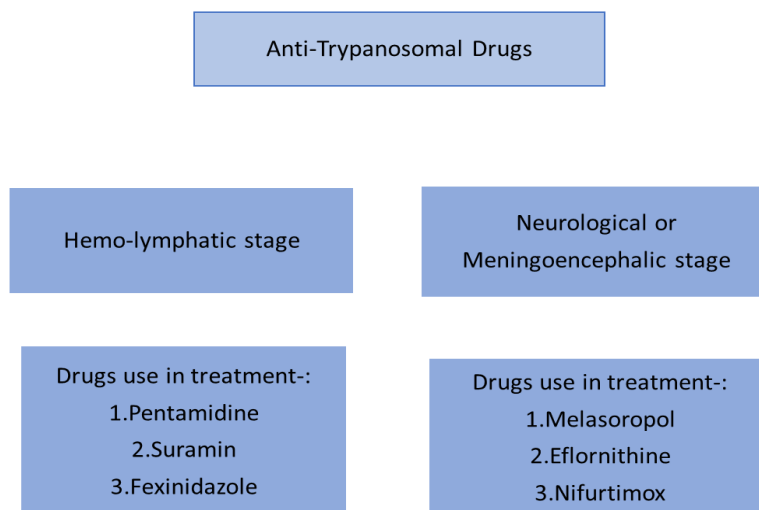 Anti-Trypanosomal Drugs
Hemo-lymphatic stage
Neurological or
Meningoencephalic stage
Drugs use in treatment-:
1.Pentamidine
2.Suramin
3.Fexinidazole
Drugs use in treatment-:
1.Melasoropol
2.Eflornithine
3.Nifurtimox